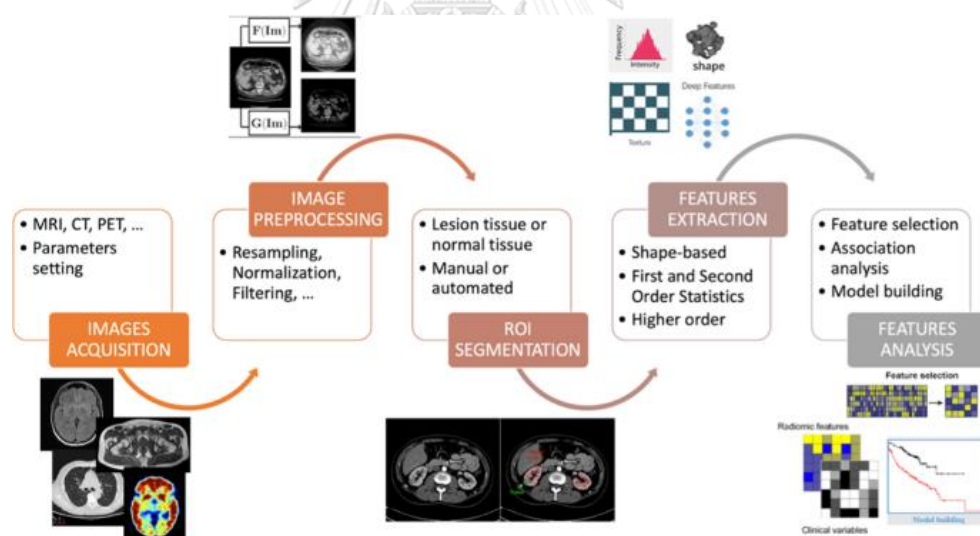 F(Im)
G(Im)
Frequency
Intensity
shape
Deep Features
Texture
IMAGE
PREPROCESSING
FEATURES
EXTRACTION
• MRI, CT, PET, ...
• Parameters
setting
• Resampling,
Normalization,
Filtering, ...
• Lesion tissue or
normal tissue
• Manual or
automated
• Shape-based
• First and Second
Order Statistics
• Higher order
• Feature selection
• Association
analysis
• Model building
IMAGES
ACQUISITION
ROI
SEGMENTATION
FEATURES
ANALYSIS
Feature selection
Radiomic features
Clinical variables
Model building